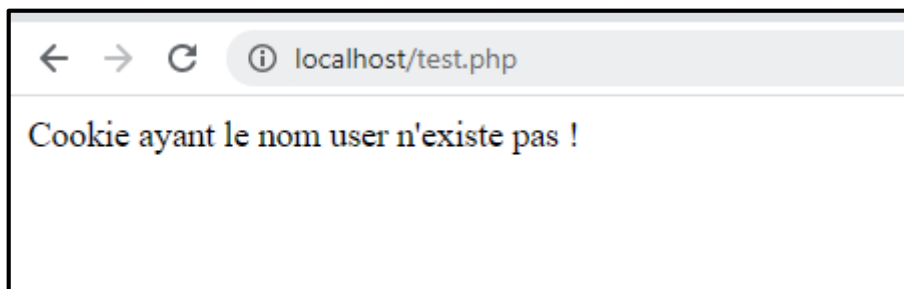 localhost/test.php
Cookie ayant le nom user n'existe pas !